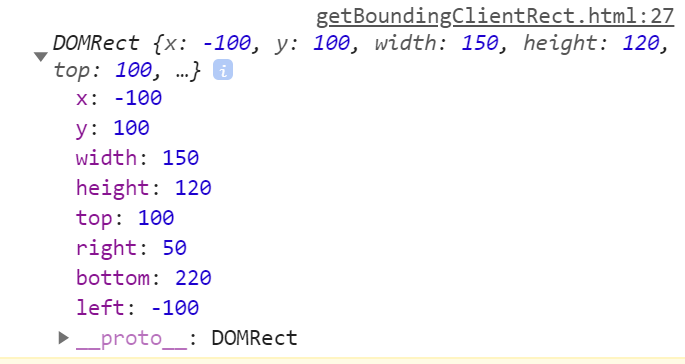 getBoundingClientRect.html:27
DOMRect {x: -100, y: 100, width: 150, height: 120,
top: 100, …} i
x: -100
y: 100
width: 150
height: 120
top: 100
right: 50
bottom: 220
left: -100
__proto__: DOMRect